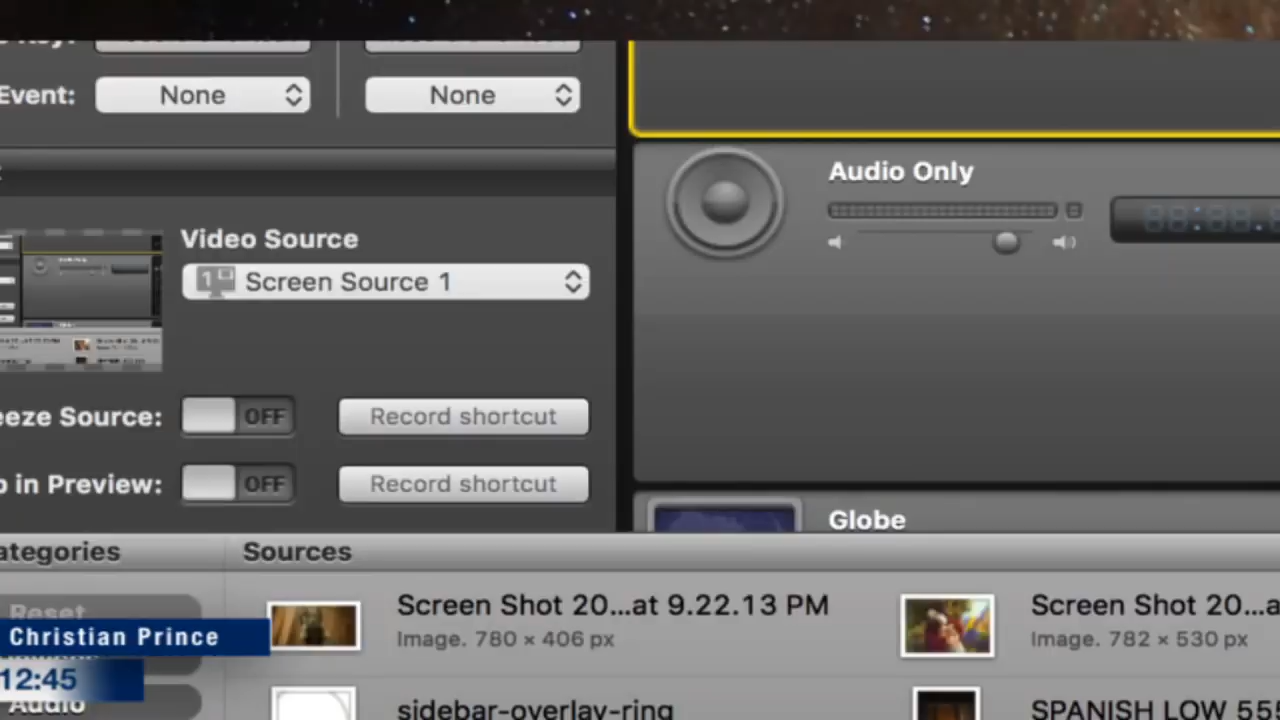 Event: None None
Audio Only
Video Source
Screen Source 1
eeze Source: OFF Record shortcut
in Preview: OFF Record shortcut
Globe
ategories Sources
Reset
Screen Shot 20...at 9.22.13 PM
Image. 780 × 406 px
Screen Shot 20...a
Image. 782 × 530 px
Christian Prince
12:45
Audio
sidebar-overlay-ring
SPANISH LOW 555